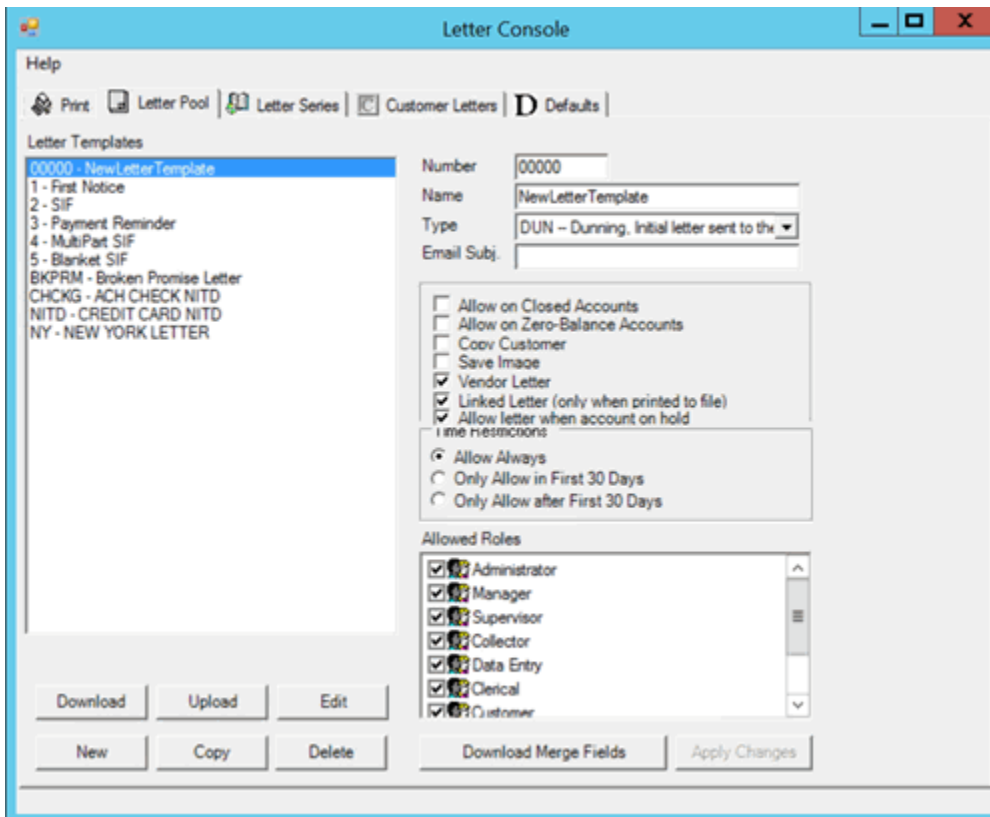 Letter Console
Help
Print Letter Pool Letter Series Customer Letters D Defaults
Letter Templates
00000 - NewLetterTemplate
1 - First Notice
2 - SIF
3 - Payment Reminder
4 - MultiPart SIF
5 - Blanket SIF
BKPRM - Broken Promise Letter
CHCKG - ACH CHECK NITD
NITD - CREDIT CARD NITD
NY - NEW YORK LETTER
Number 00000
Name NewLetterTemplate
Type DUN -- Dunning, Initial letter sent to the
Email Subj.
Allow on Closed Accounts
Allow on Zero-Balance Accounts
Copy Customer
Save Image
Vendor Letter
Linked Letter (only when printed to file)
Allow letter when account on hold
Time Restrictions
Allow Always
Only Allow in First 30 Days
Only Allow after First 30 Days
Allowed Roles
Administrator
Manager
Supervisor
Collector
Data Entry
Clerical
Customer
Download Upload Edit
New Copy Delete
Download Merge Fields Apply Changes